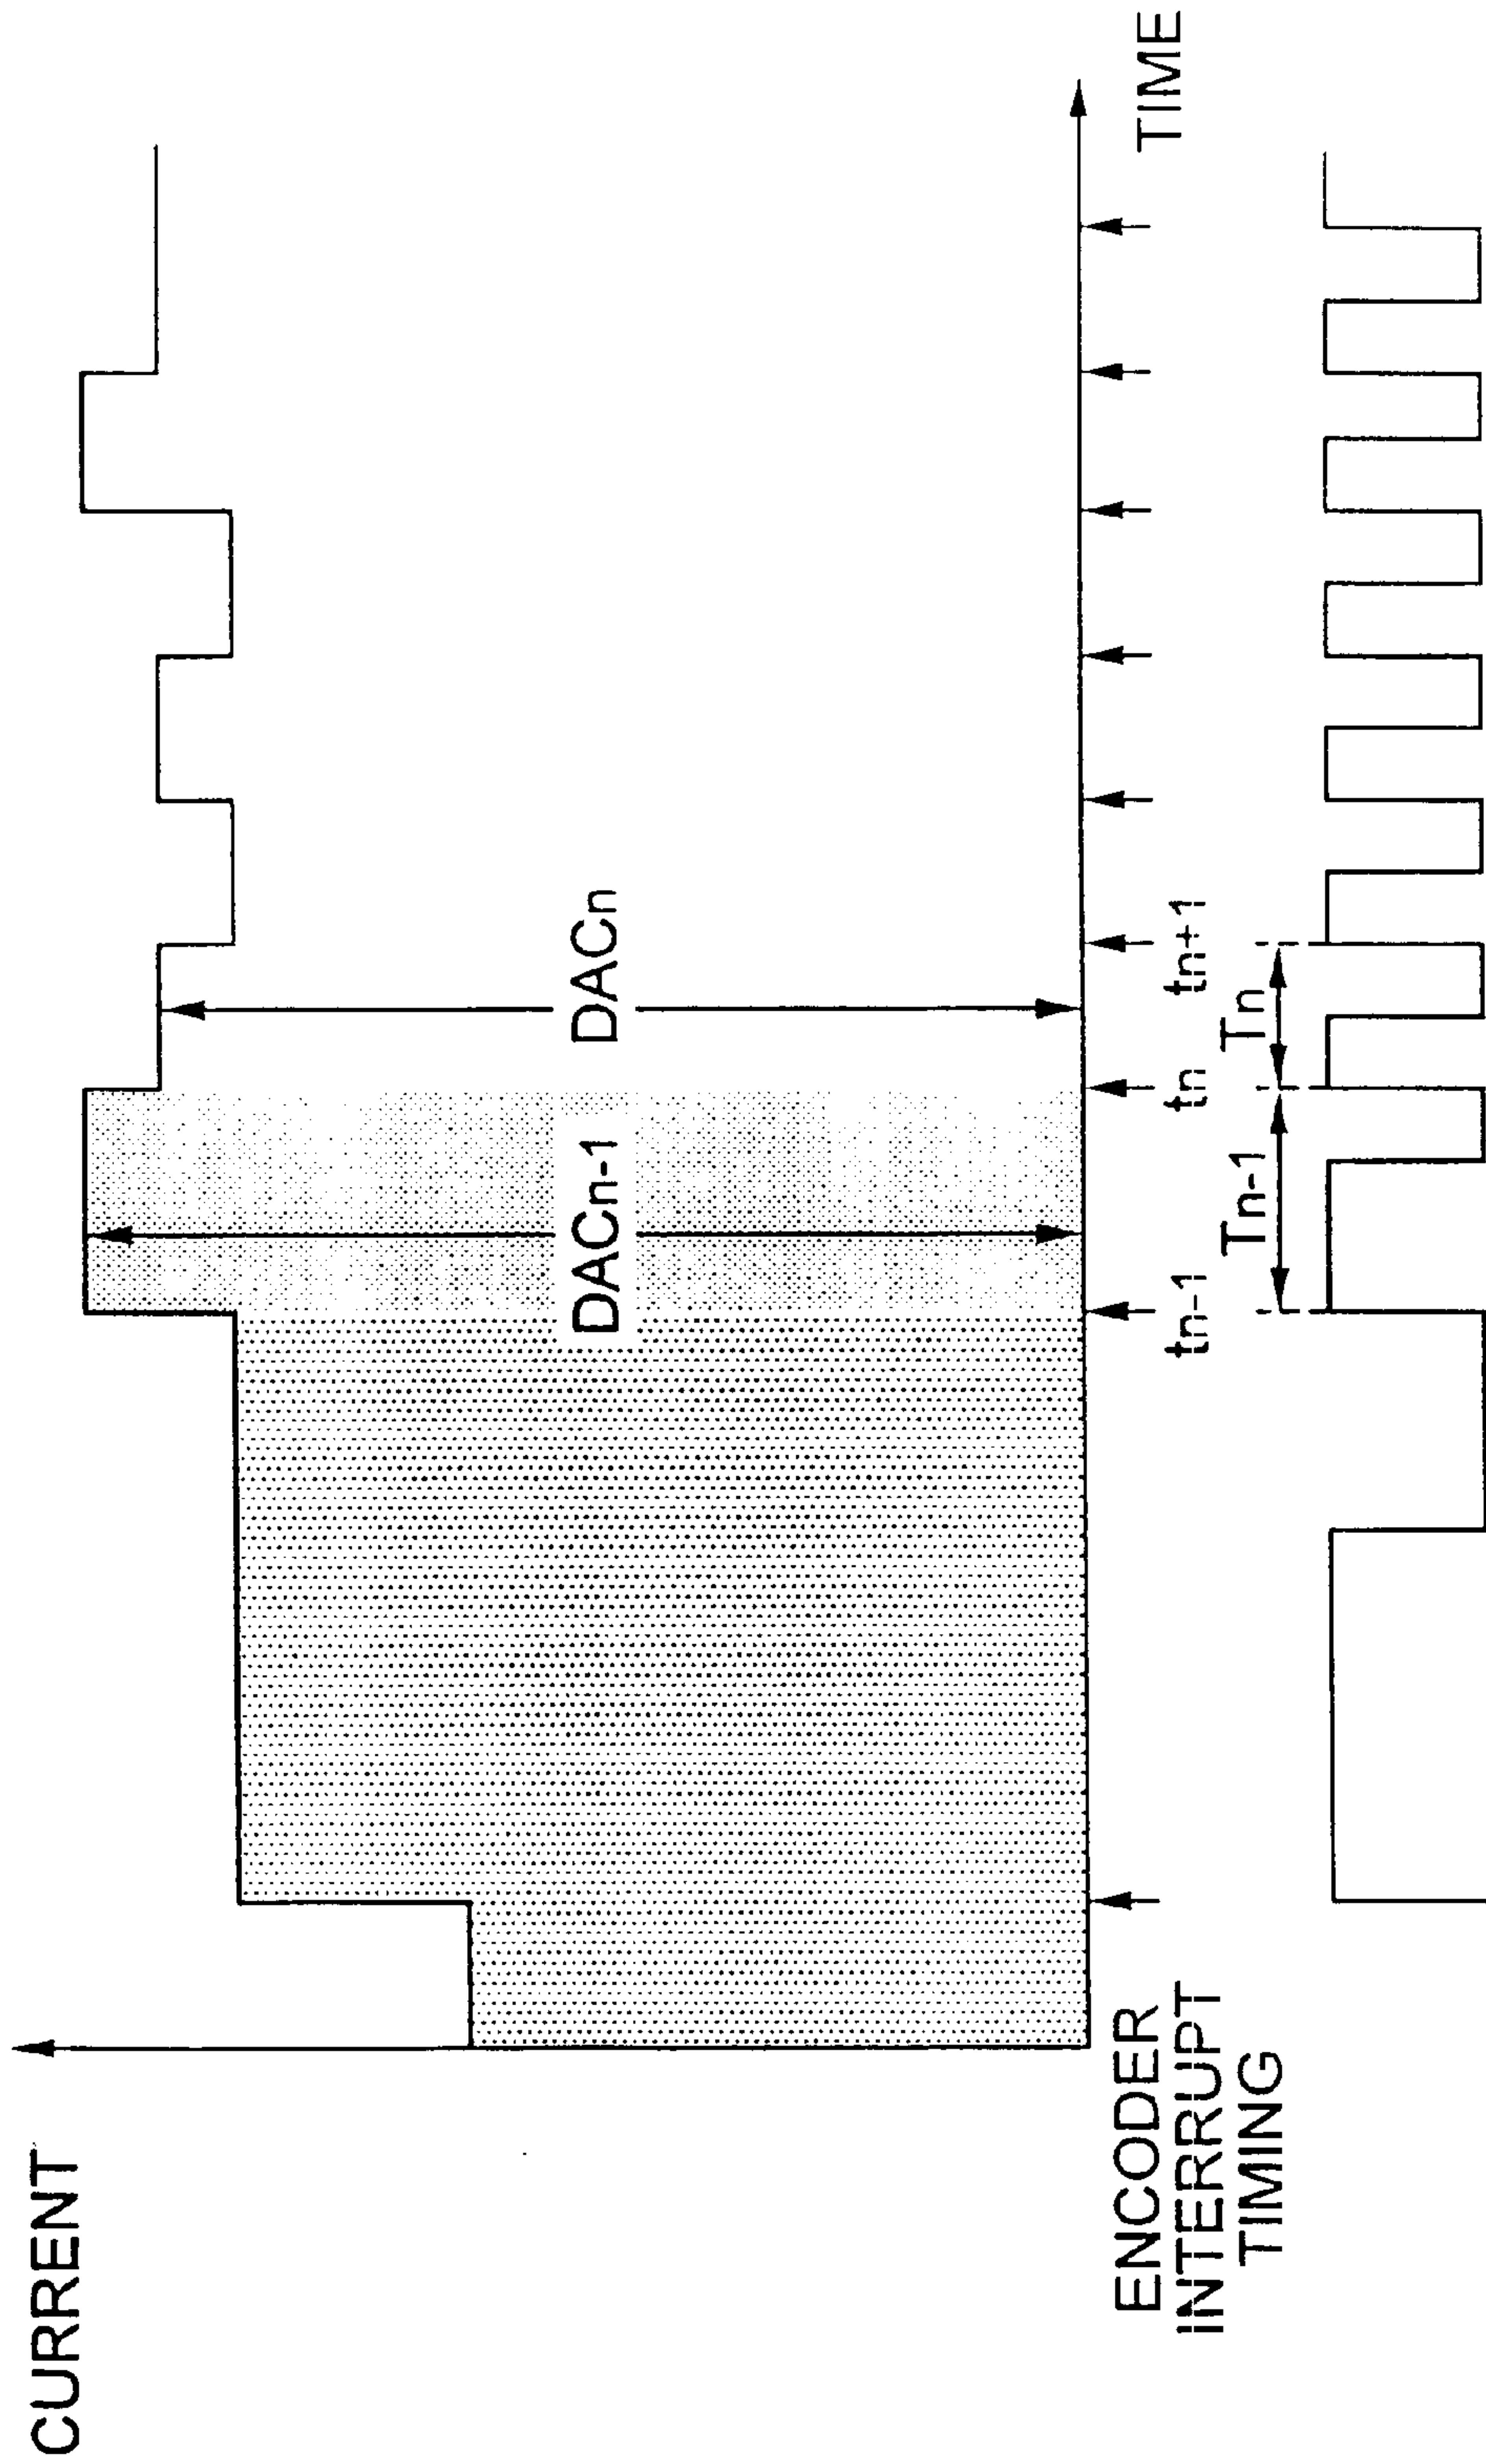 CURRENT
DACn-1
DACn
TIME
ENCODER
INTERRUPT
TIMING
tn-1
tn
tn+1
Tn-1
Tn